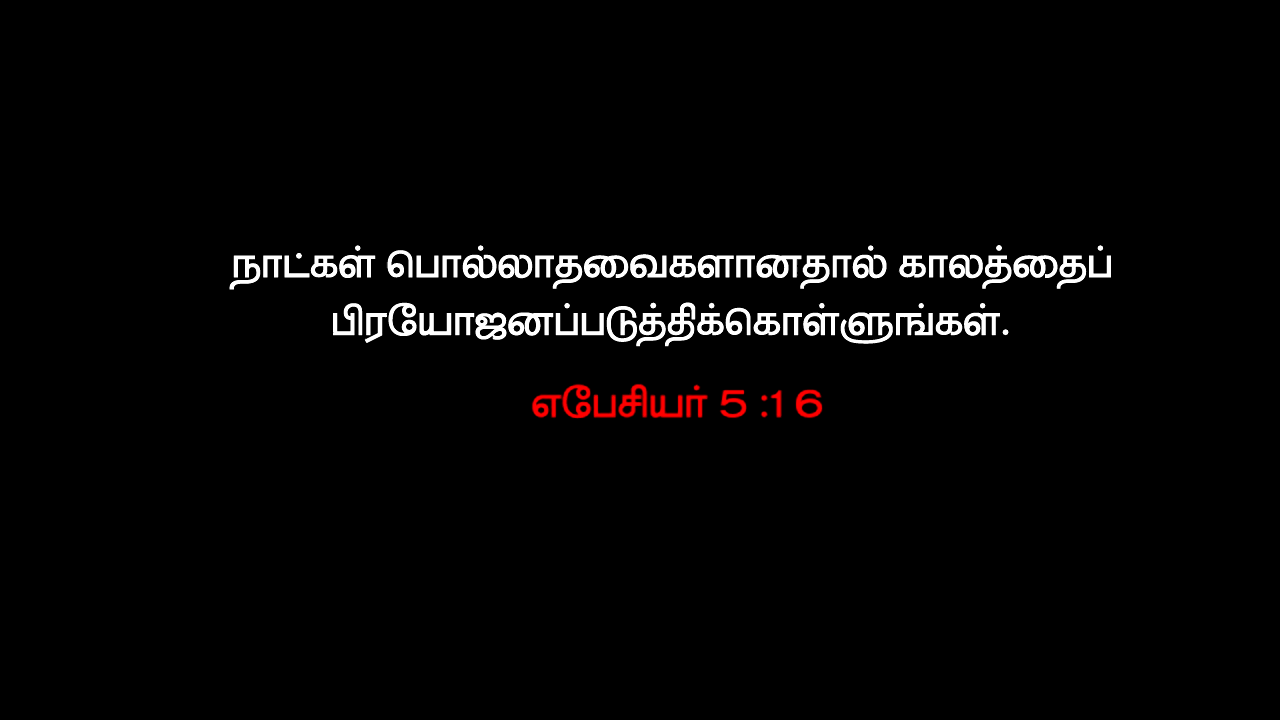 நாட்கள் பொல்லாதவைகளானதால் காலத்தைப்
பிரயோஜனப்படுத்திக்கொள்ளுங்கள்.
எபேசியர் 5 :16